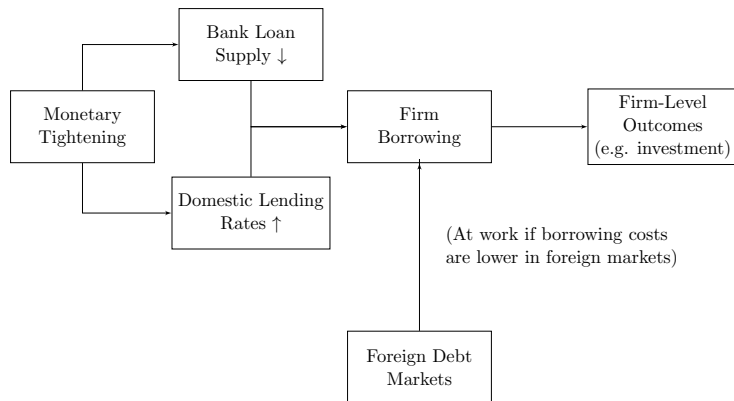 Bank Loan
Supply ↓
Monetary
Tightening
Firm
Borrowing
Firm-Level
Outcomes
(e.g. investment)
Domestic Lending
Rates ↑
(At work if borrowing costs
are lower in foreign markets)
Foreign Debt
Markets